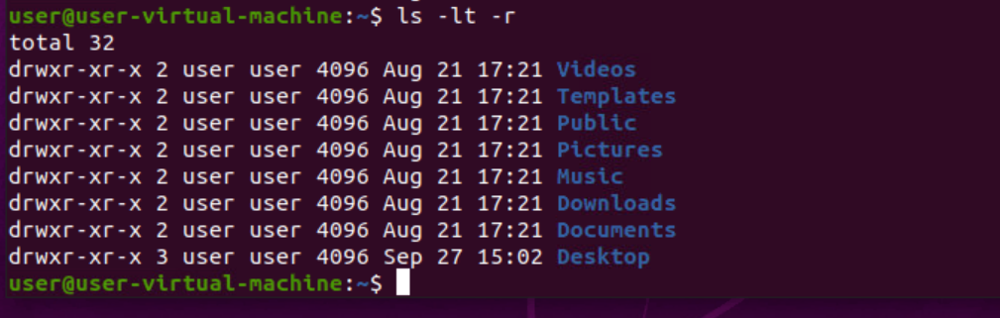 user@user-virtual-machine:~$ ls -lt -r
total 32
drwxr-xr-x 2 user user 4096 Aug 21 17:21 Videos
drwxr-xr-x 2 user user 4096 Aug 21 17:21 Templates
drwxr-xr-x 2 user user 4096 Aug 21 17:21 Public
drwxr-xr-x 2 user user 4096 Aug 21 17:21 Pictures
drwxr-xr-x 2 user user 4096 Aug 21 17:21 Music
drwxr-xr-x 2 user user 4096 Aug 21 17:21 Downloads
drwxr-xr-x 2 user user 4096 Aug 21 17:21 Documents
drwxr-xr-x 3 user user 4096 Sep 27 15:02 Desktop
user@user-virtual-machine:~$